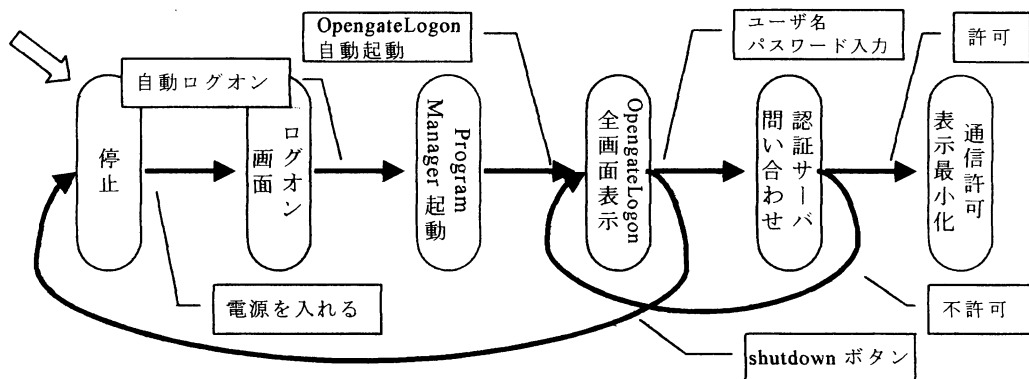 OpengateLogon
自動起動
ユーザ名
パスワード入力
許可
自動ログオン
停止
ログオン
画面
Program
Manager 起動
OpengateLogon
全画面表示
認証サーバ
問い合わせ
通信許可
表示最小化
電源を入れる
不許可
shutdown ボタン